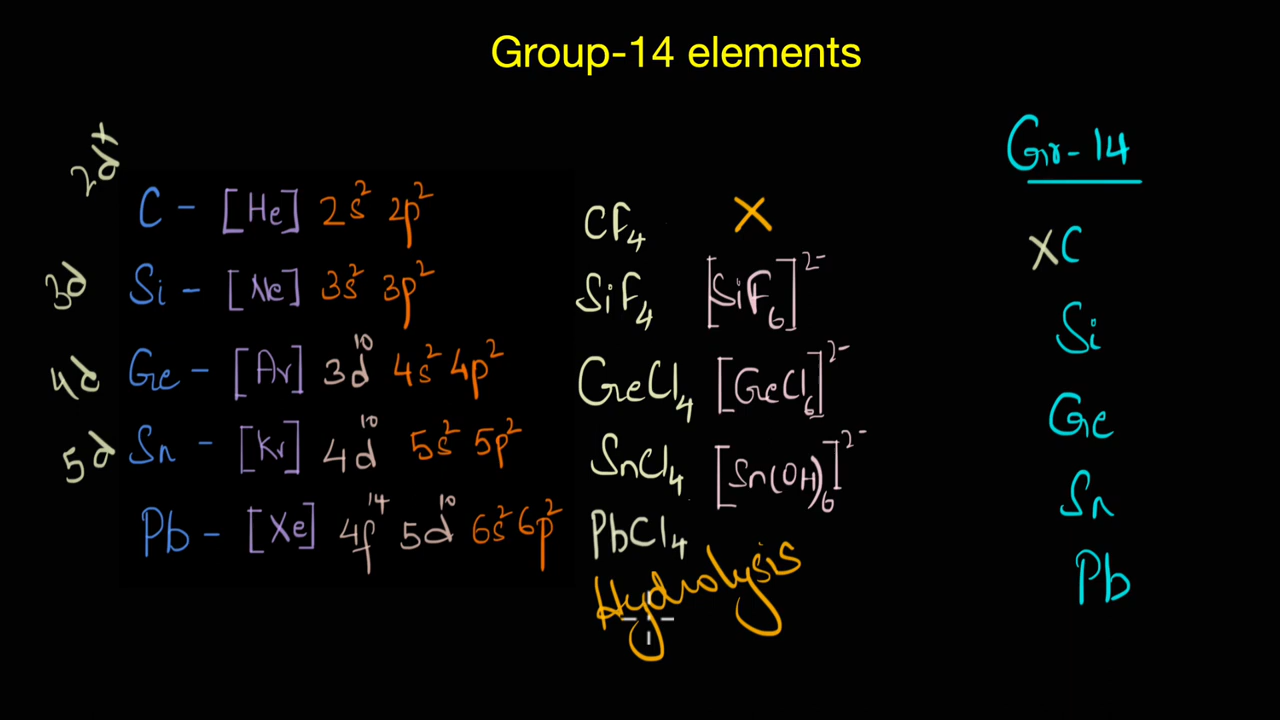 Group-14 elements
Gr-14
2d x
C - [He] 2s² 2p² CF₄ X
X C
3d Si - [Ne] 3s² 3p² SiF₄ [SiF₆]²⁻
Si
4d Ge - [Ar] 3d¹⁰ 4s² 4p² GeCl₄ [GeCl₆]²⁻
Ge
5d Sn - [Kr] 4d¹⁰ 5s² 5p² SnCl₄ [Sn(OH)₆]²⁻
Sn
Pb - [Xe] 4f¹⁴ 5d¹⁰ 6s² 6p² PbCl₄
Pb
Hydrolysis